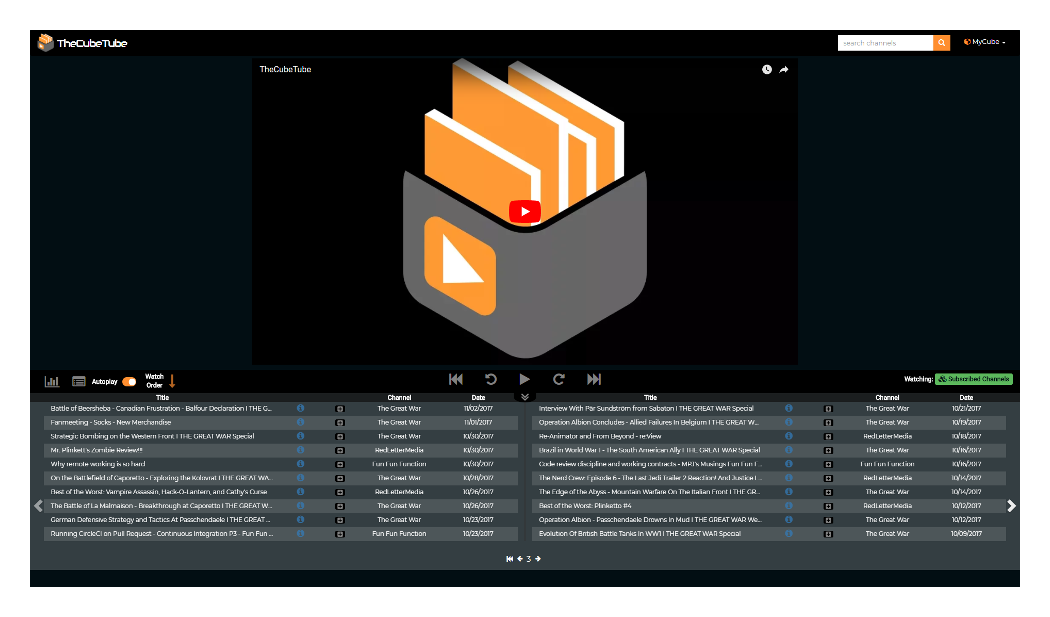 TheCubeTube
search channels
MyCube
TheCubeTube
Autoplay
Watch
Order
Watching: Subscribed Channels
Title Channel Date
Battle of Beersheba - Canadian Frustration - Balfour Declaration I THE G... The Great War 11/02/2017
Fanmeeting - Socks - New Merchandise The Great War 11/01/2017
Strategic Bombing on the Western Front I THE GREAT WAR Special The Great War 10/30/2017
Mr. Plinkett's Zombie Review!!! RedLetterMedia 10/30/2017
Why remote working is so hard Fun Fun Function 10/30/2017
On the Battlefield of Caporetto - Exploring the Kolovrat I THE GREAT WA... The Great War 10/28/2017
Best of the Worst: Vampire Assassin, Hack-O-Lantern, and Cathy's Curse RedLetterMedia 10/26/2017
The Battle of La Malmaison - Breakthrough at Caporetto I THE GREAT W... The Great War 10/26/2017
German Defensive Strategy and Tactics At Passchendaele I THE GREAT ... The Great War 10/23/2017
Running CircleCI on Pull Request - Continuous Integration P3 - Fun Fun ... Fun Fun Function 10/23/2017
Title Channel Date
Interview With Pär Sundström from Sabaton I THE GREAT WAR Special The Great War 10/21/2017
Operation Albion Concludes - Allied Failures In Belgium I THE GREAT W... The Great War 10/19/2017
Re-Animator and From Beyond - re:View RedLetterMedia 10/18/2017
Brazil in World War I - The South American Ally I THE GREAT WAR Special The Great War 10/16/2017
Code review discipline and working contracts - MPJ's Musings Fun Fun F... Fun Fun Function 10/16/2017
The Nerd Crew: Episode 6 - The Last Jedi Trailer 2 Reaction! And Justice l... RedLetterMedia 10/14/2017
The Edge of the Abyss - Mountain Warfare On The Italian Front I THE GR... The Great War 10/14/2017
Best of the Worst: Plinketto #4 RedLetterMedia 10/12/2017
Operation Albion - Passchendaele Drowns In Mud I THE GREAT WAR We... The Great War 10/12/2017
Evolution Of British Battle Tanks In WW1 I THE GREAT WAR Special The Great War 10/09/2017
3